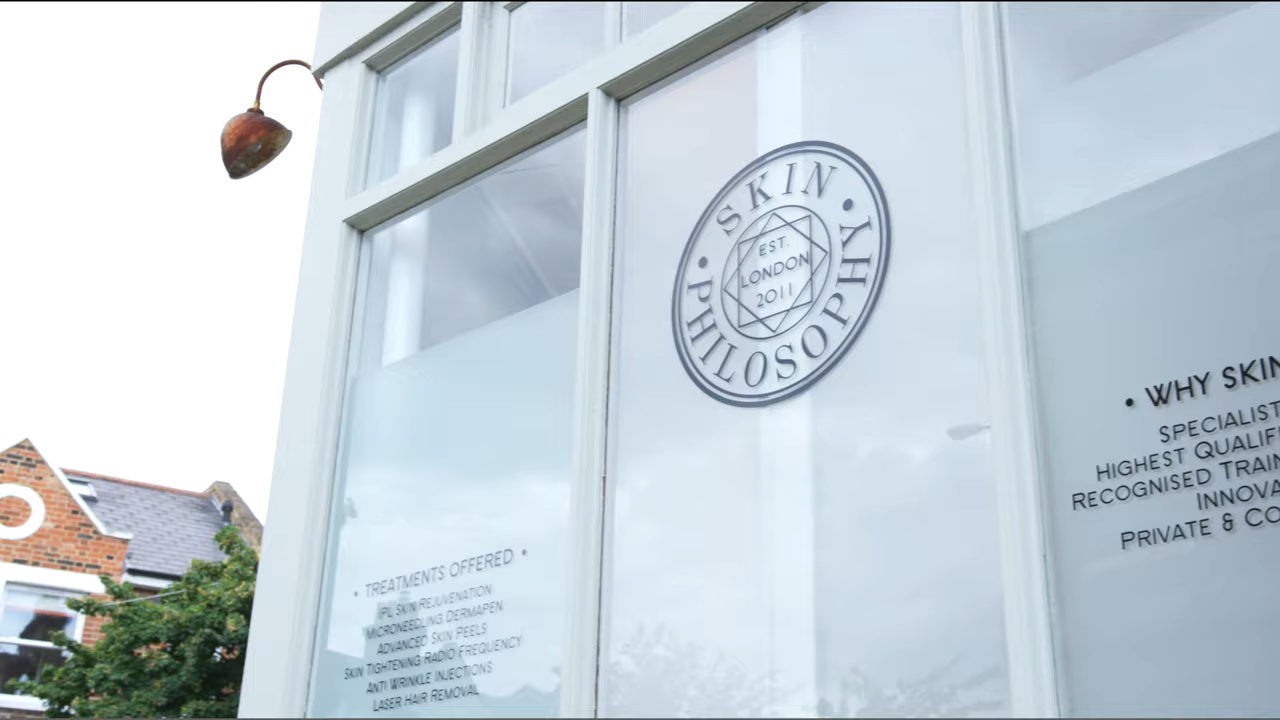 SKIN
PHILOSOPHY
EST.
LONDON
2011
• TREATMENTS OFFERED •
IPL SKIN REJUVENATION
MICRONEEDLING DERMAPEN
ADVANCED SKIN PEELS
SKIN TIGHTENING RADIO FREQUENCY
ANTI WRINKLE INJECTIONS
LASER HAIR REMOVAL
• WHY SKIN
SPECIALIST
HIGHEST QUALIF
RECOGNISED TRAIN
INNOVA
PRIVATE & CO